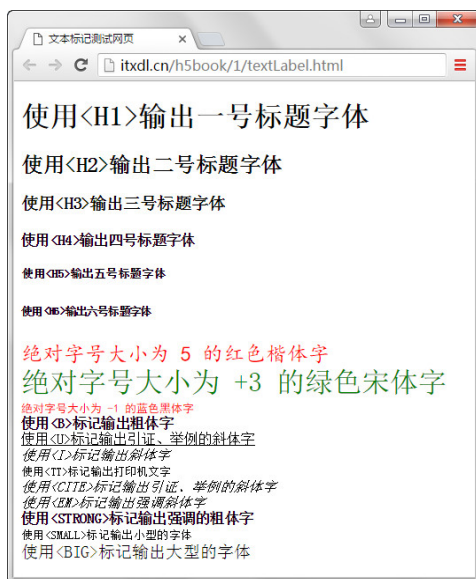 文本标记测试网页
itxdl.cn/h5book/1/textLabel.html
使用<H1>输出一号标题字体
使用<H2>输出二号标题字体
使用<H3>输出三号标题字体
使用<H4>输出四号标题字体
使用<H5>输出五号标题字体
使用<H6>输出六号标题字体
绝对字号大小为 5 的红色楷体字
绝对字号大小为 +3 的绿色宋体字
绝对字号大小为 -1 的蓝色黑体字
使用<B>标记输出粗体字
使用<U>标记输出引证、举例的斜体字
使用<I>标记输出斜体字
使用<TT>标记输出打印机文字
使用<CITE>标记输出引证、举例的斜体字
使用<EM>标记输出强调斜体字
使用<STRONG>标记输出强调的粗体字
使用<SMALL>标记输出小型的字体
使用<BIG>标记输出大型的字体